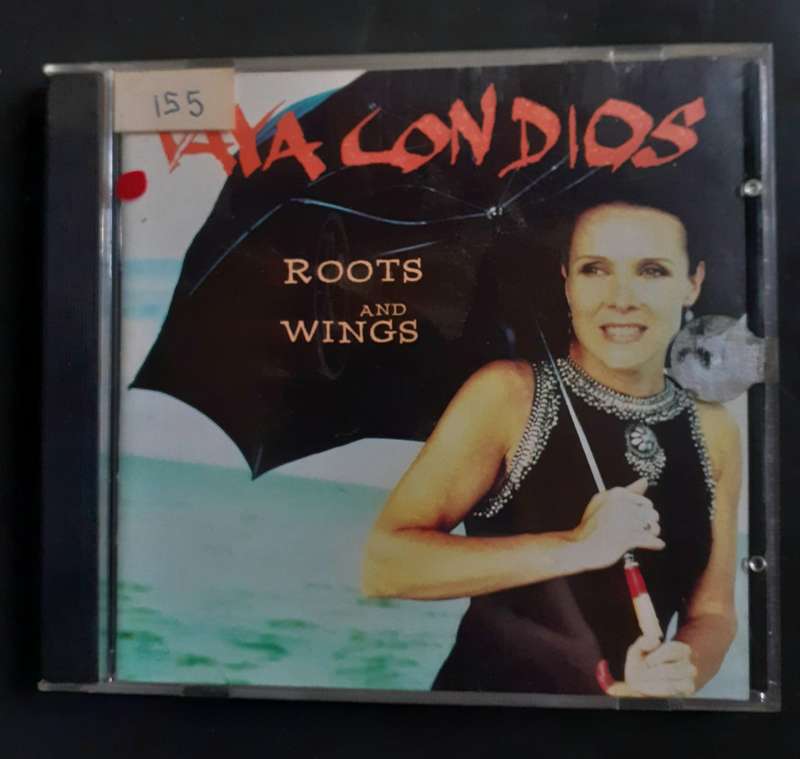 155
VAYA CON DIOS
ROOTS
AND
WINGS